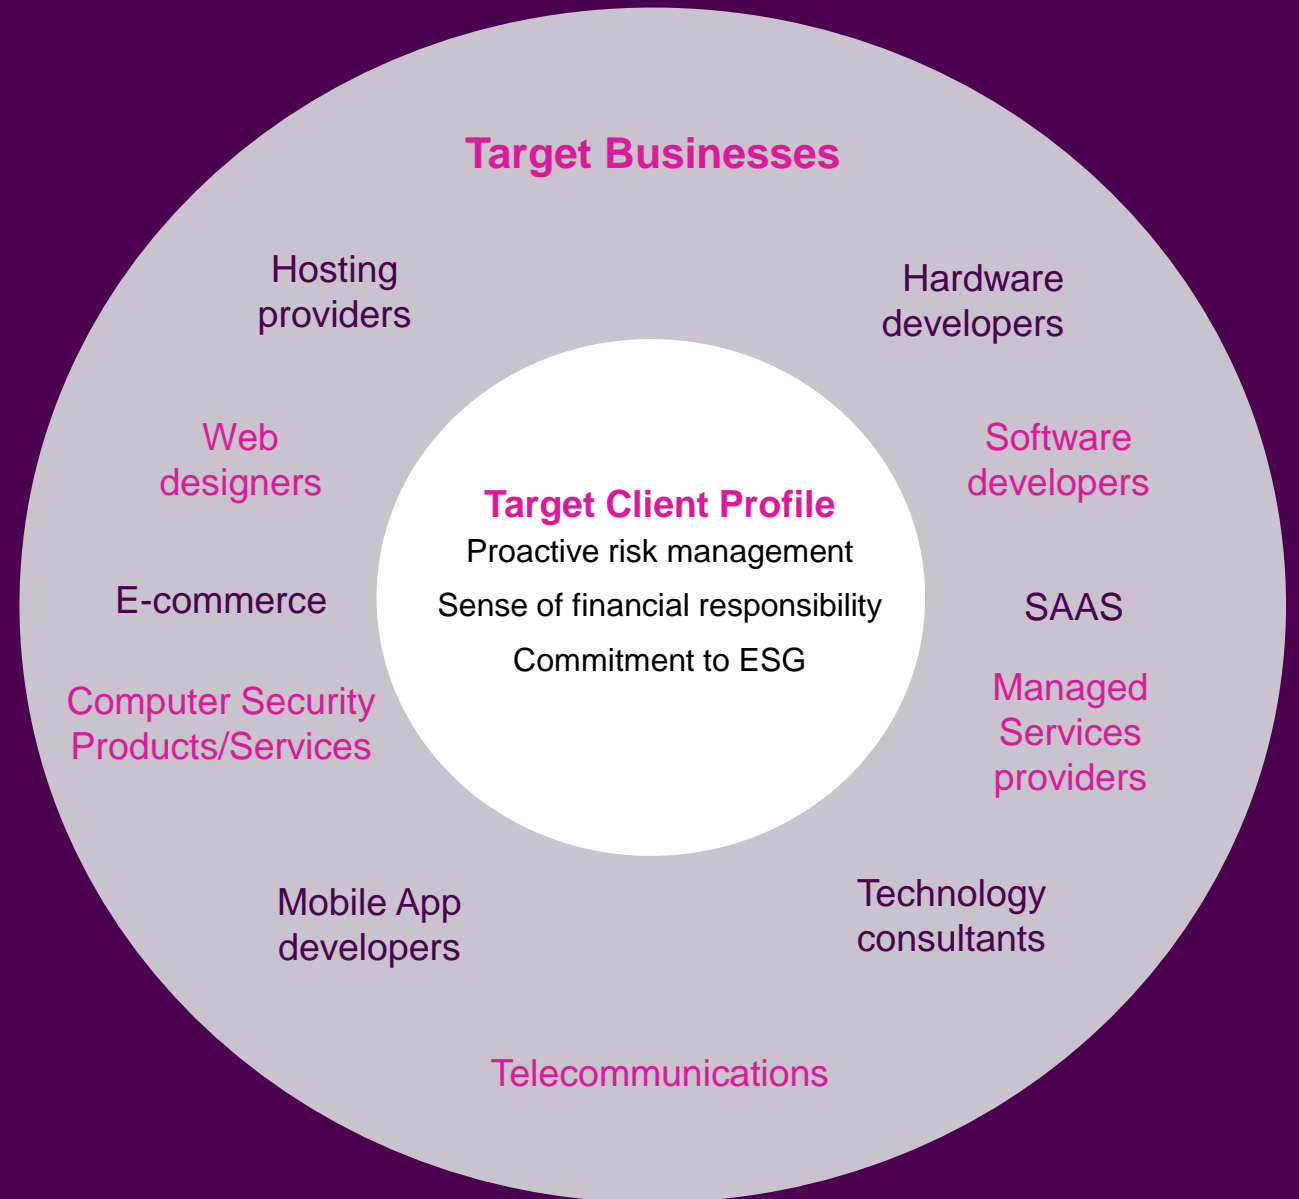 Target Businesses
Hosting
providers
Hardware
developers
Web
designers
Software
developers
Target Client Profile
Proactive risk management
Sense of financial responsibility
Commitment to ESG
E-commerce
SAAS
Computer Security
Products/Services
Managed
Services
providers
Mobile App
developers
Technology
consultants
Telecommunications